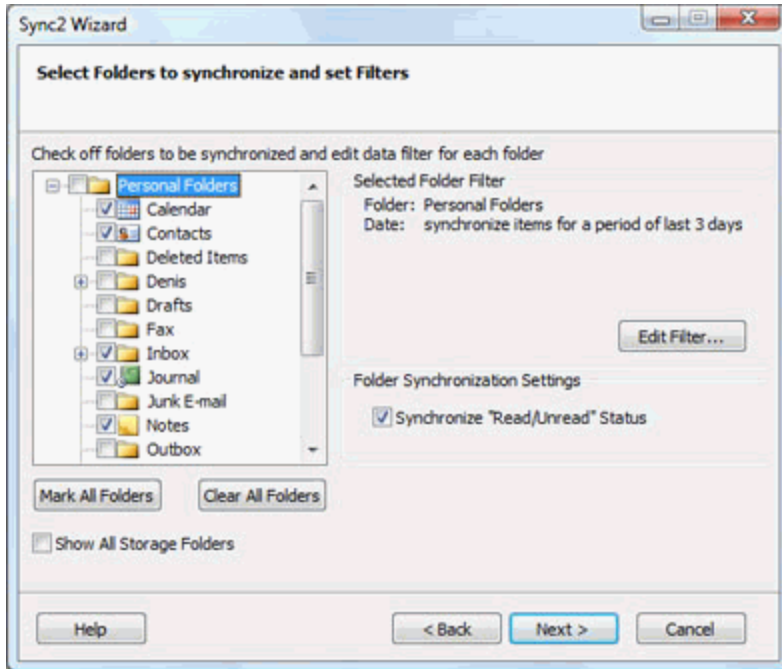 Sync2 Wizard
Select Folders to synchronize and set Filters
Check off folders to be synchronized and edit data filter for each folder
Personal Folders
Calendar
Contacts
Deleted Items
Denis
Drafts
Fax
Inbox
Journal
Junk E-mail
Notes
Outbox
Selected Folder Filter
Folder: Personal Folders
Date: synchronize items for a period of last 3 days
Edit Filter...
Folder Synchronization Settings
Synchronize "Read/Unread" Status
Mark All Folders
Clear All Folders
Show All Storage Folders
Help
< Back
Next >
Cancel